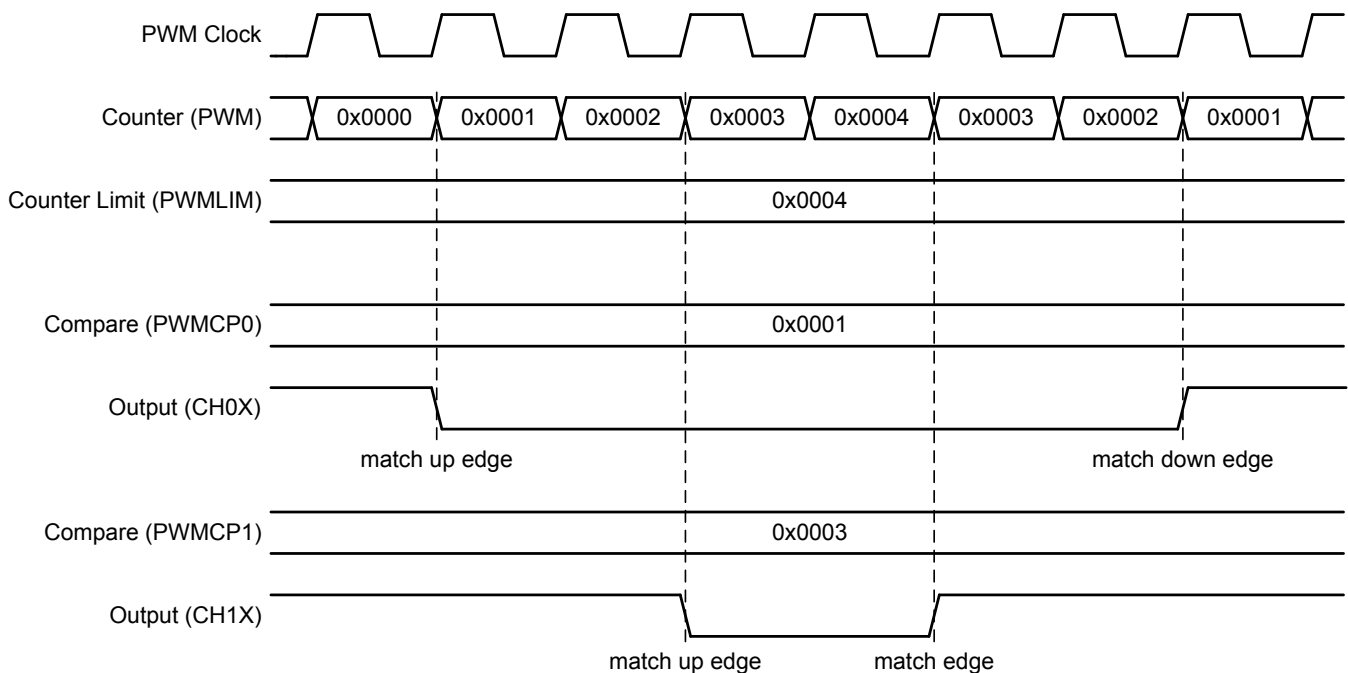 PWM Clock
Counter (PWM) 0x0000 0x0001 0x0002 0x0003 0x0004 0x0003 0x0002 0x0001
Counter Limit (PWMLIM) 0x0004
Compare (PWMCP0) 0x0001
Output (CH0X)
match up edge match down edge
Compare (PWMCP1) 0x0003
Output (CH1X)
match up edge match edge